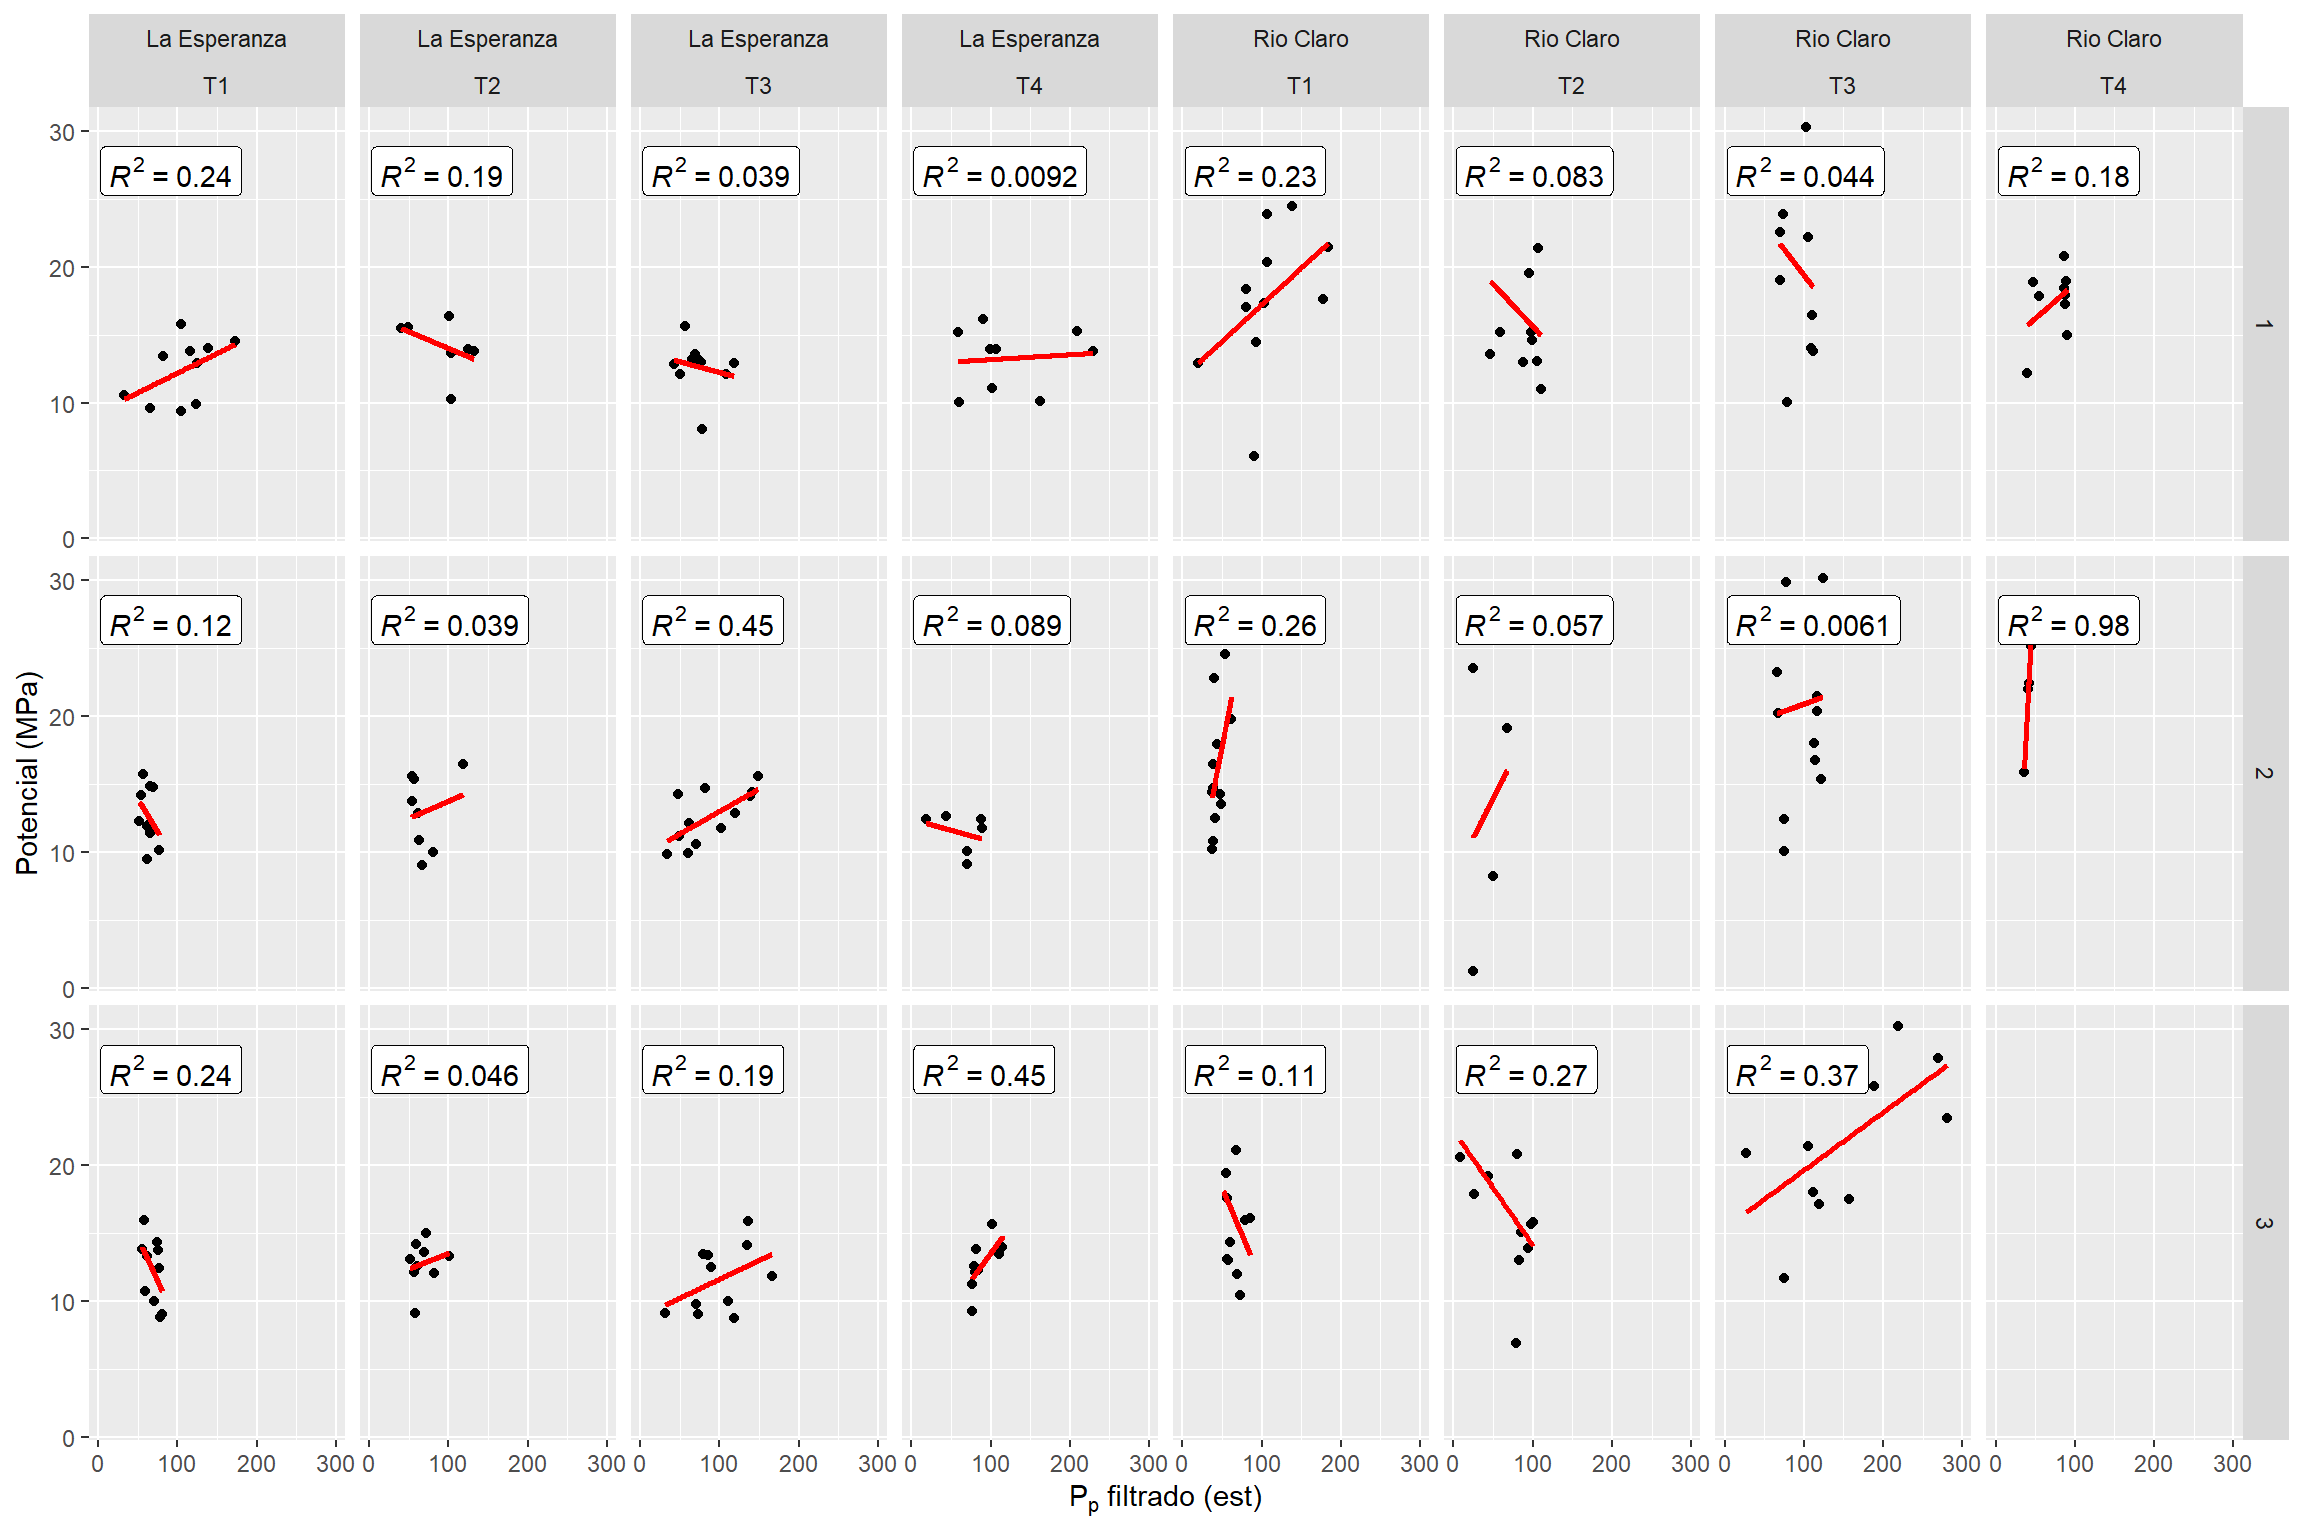 La Esperanza La Esperanza La Esperanza La Esperanza Rio Claro Rio Claro Rio Claro Rio Claro
T1 T2 T3 T4 T1 T2 T3 T4
30
R² = 0.24 R² = 0.19 R² = 0.039 R² = 0.0092 R² = 0.23 R² = 0.083 R² = 0.044 R² = 0.18
20
1
10
0
30
R² = 0.12 R² = 0.039 R² = 0.45 R² = 0.089 R² = 0.26 R² = 0.057 R² = 0.0061 R² = 0.98
20
Potencial (MPa)
2
10
0
30
R² = 0.24 R² = 0.046 R² = 0.19 R² = 0.45 R² = 0.11 R² = 0.27 R² = 0.37
20
3
10
0
0 100 200 300 0 100 200 300 0 100 200 300 0 100 200 300 0 100 200 300 0 100 200 300 0 100 200 300 0 100 200 300
Pₚ filtrado (est)